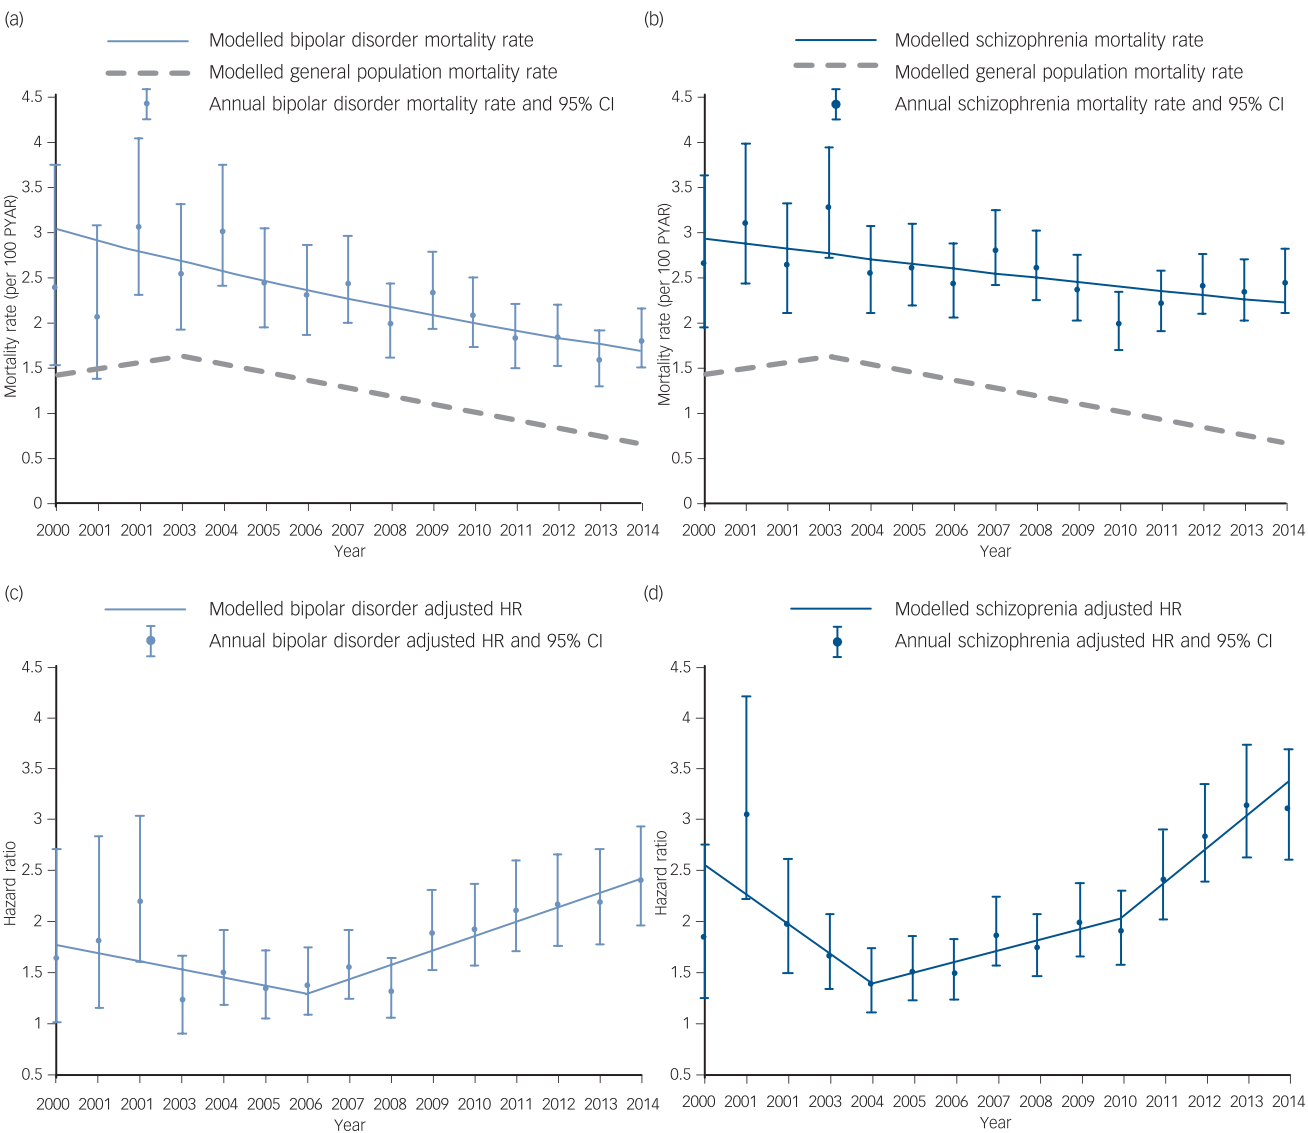 (a)
Modelled bipolar disorder mortality rate
Modelled general population mortality rate
Annual bipolar disorder mortality rate and 95% CI
4.5
4
3.5
3
2.5
2
1.5
1
0.5
0
Mortality rate (per 100 PYAR)
2000 2001 2001 2003 2004 2005 2006 2007 2008 2009 2010 2011 2012 2013 2014
Year
(b)
Modelled schizophrenia mortality rate
Modelled general population mortality rate
Annual schizophrenia mortality rate and 95% CI
4.5
4
3.5
3
2.5
2
1.5
1
0.5
0
Mortality rate (per 100 PYAR)
2000 2001 2001 2003 2004 2005 2006 2007 2008 2009 2010 2011 2012 2013 2014
Year
(c)
Modelled bipolar disorder adjusted HR
Annual bipolar disorder adjusted HR and 95% CI
4.5
4
3.5
3
2.5
2
1.5
1
0.5
Hazard ratio
2000 2001 2001 2003 2004 2005 2006 2007 2008 2009 2010 2011 2012 2013 2014
Year
(d)
Modelled schizoprenia adjusted HR
Annual schizophrenia adjusted HR and 95% CI
4.5
4
3.5
3
2.5
2
1.5
1
0.5
Hazard ratio
2000 2001 2001 2003 2004 2005 2006 2007 2008 2009 2010 2011 2012 2013 2014
Year